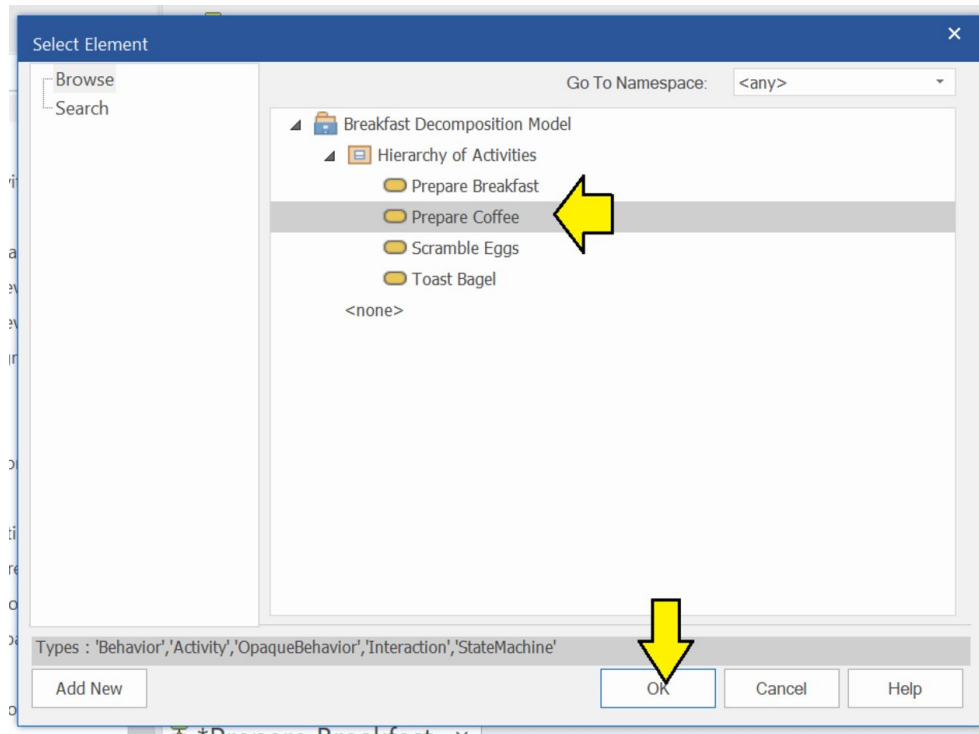 Select Element
Browse
Search
Go To Namespace: <any>
Breakfast Decomposition Model
Hierarchy of Activities
Prepare Breakfast
Prepare Coffee
Scramble Eggs
Toast Bagel
<none>
Types : 'Behavior','Activity','OpaqueBehavior','Interaction','StateMachine'
Add New
OK
Cancel
Help